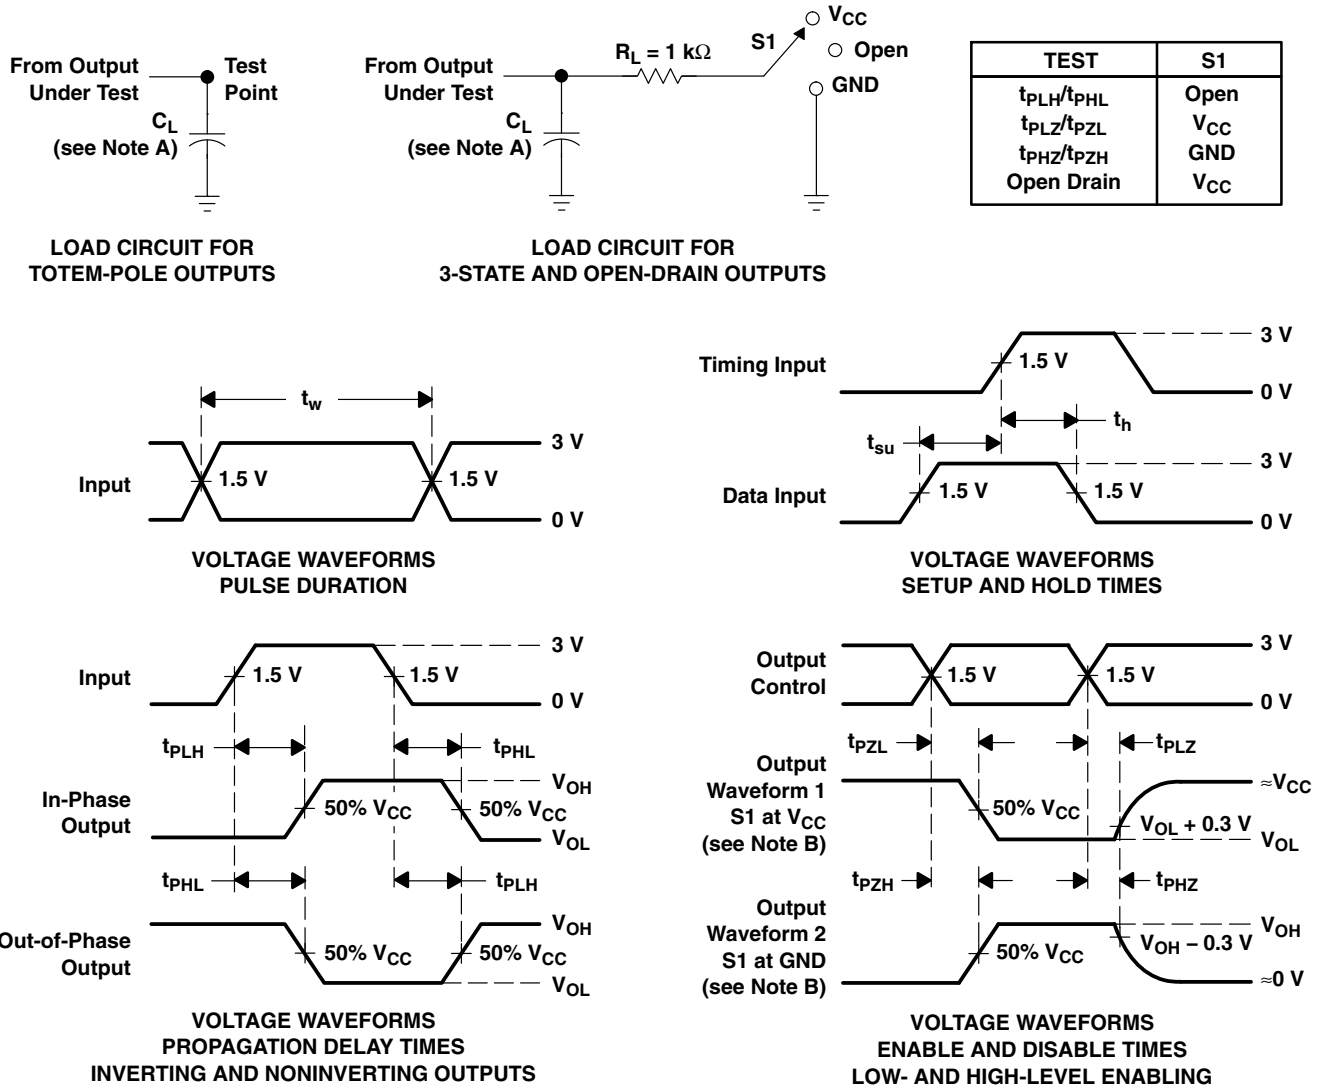 From Output
Under Test
Test
Point
C_L
(see Note A)
LOAD CIRCUIT FOR
TOTEM-POLE OUTPUTS
From Output
Under Test
R_L = 1 kΩ
S1
V_CC
Open
GND
C_L
(see Note A)
LOAD CIRCUIT FOR
3-STATE AND OPEN-DRAIN OUTPUTS
TEST S1
t_PLH/t_PHL Open
t_PLZ/t_PZL V_CC
t_PHZ/t_PZH GND
Open Drain V_CC
t_w
3 V
Input
1.5 V
1.5 V
0 V
VOLTAGE WAVEFORMS
PULSE DURATION
3 V
Timing Input
1.5 V
0 V
t_h
t_su
3 V
Data Input
1.5 V
1.5 V
0 V
VOLTAGE WAVEFORMS
SETUP AND HOLD TIMES
3 V
Input
1.5 V
1.5 V
0 V
t_PLH
t_PHL
V_OH
In-Phase
Output
50% V_CC
50% V_CC
V_OL
t_PHL
t_PLH
V_OH
Out-of-Phase
Output
50% V_CC
50% V_CC
V_OL
VOLTAGE WAVEFORMS
PROPAGATION DELAY TIMES
INVERTING AND NONINVERTING OUTPUTS
3 V
Output
Control
1.5 V
1.5 V
0 V
t_PZL
t_PLZ
Output
Waveform 1
S1 at V_CC
(see Note B)
≈V_CC
50% V_CC
V_OL + 0.3 V
V_OL
t_PZH
t_PHZ
Output
Waveform 2
S1 at GND
(see Note B)
V_OH
50% V_CC
V_OH − 0.3 V
≈0 V
VOLTAGE WAVEFORMS
ENABLE AND DISABLE TIMES
LOW- AND HIGH-LEVEL ENABLING